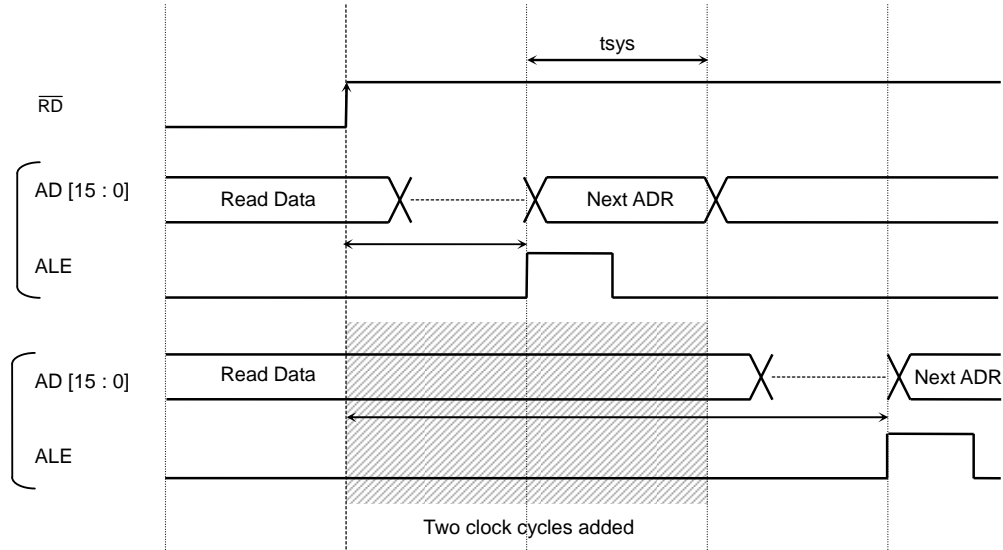 tsys
R̅D̅
AD [15 : 0]
Read Data
Next ADR
ALE
AD [15 : 0]
Read Data
Next ADR
ALE
Two clock cycles added